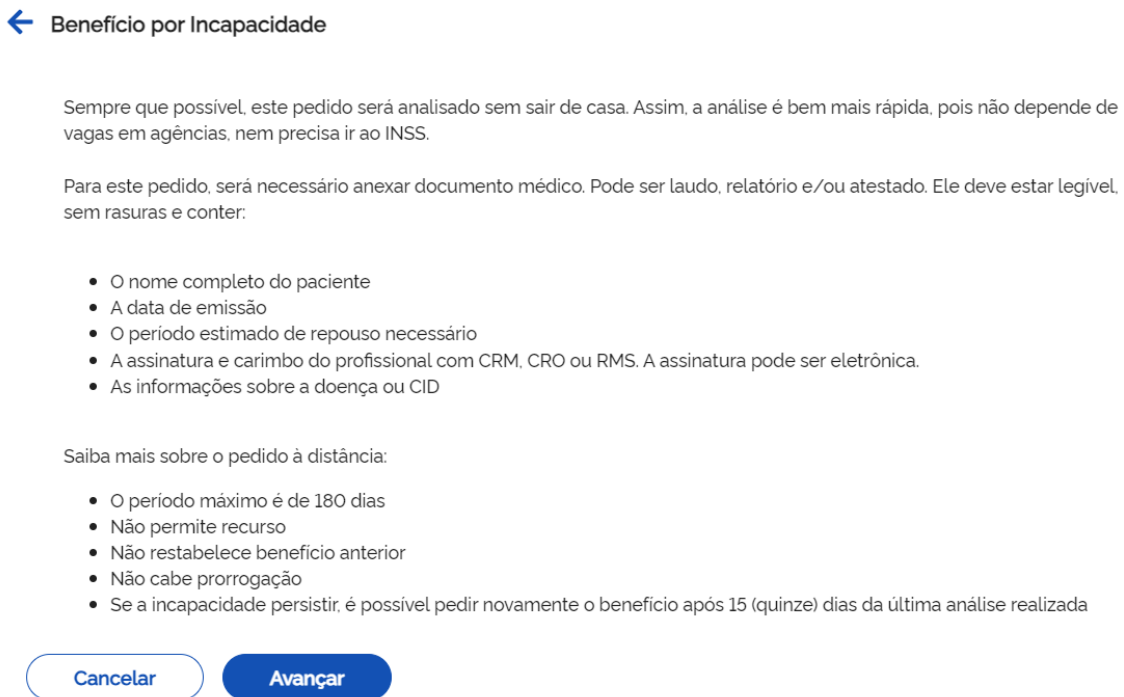 Benefício por Incapacidade
Sempre que possível, este pedido será analisado sem sair de casa. Assim, a análise é bem mais rápida, pois não depende de
vagas em agências, nem precisa ir ao INSS.
Para este pedido, será necessário anexar documento médico. Pode ser laudo, relatório e/ou atestado. Ele deve estar legível,
sem rasuras e conter:
• O nome completo do paciente
• A data de emissão
• O período estimado de repouso necessário
• A assinatura e carimbo do profissional com CRM, CRO ou RMS. A assinatura pode ser eletrônica.
• As informações sobre a doença ou CID
Saiba mais sobre o pedido à distância:
• O período máximo é de 180 dias
• Não permite recurso
• Não restabelece benefício anterior
• Não cabe prorrogação
• Se a incapacidade persistir, é possível pedir novamente o benefício após 15 (quinze) dias da última análise realizada
Cancelar Avançar